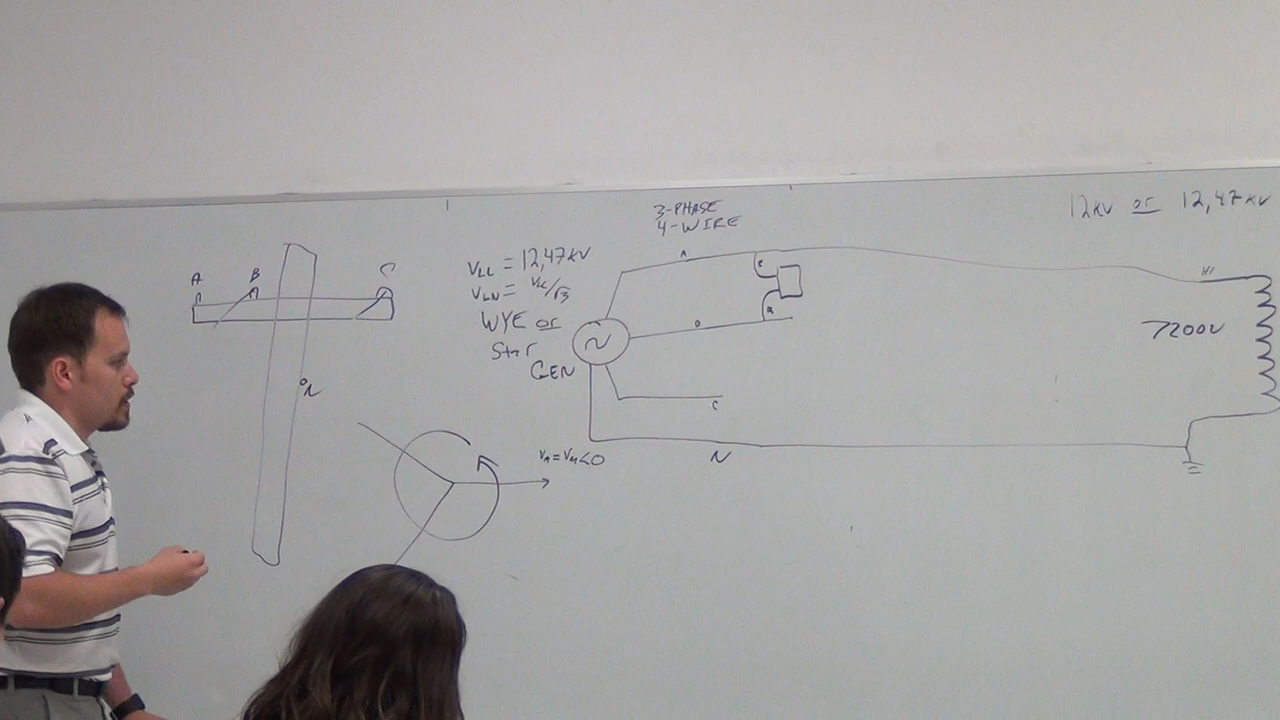 3-PHASE
4-WIRE
12KV or 12,47KV
A B C
N
VLL = 12,47KV
VLN = VLL/√3
WYE or
Star
GEN
A
C
N
7200V
VA = VM<0